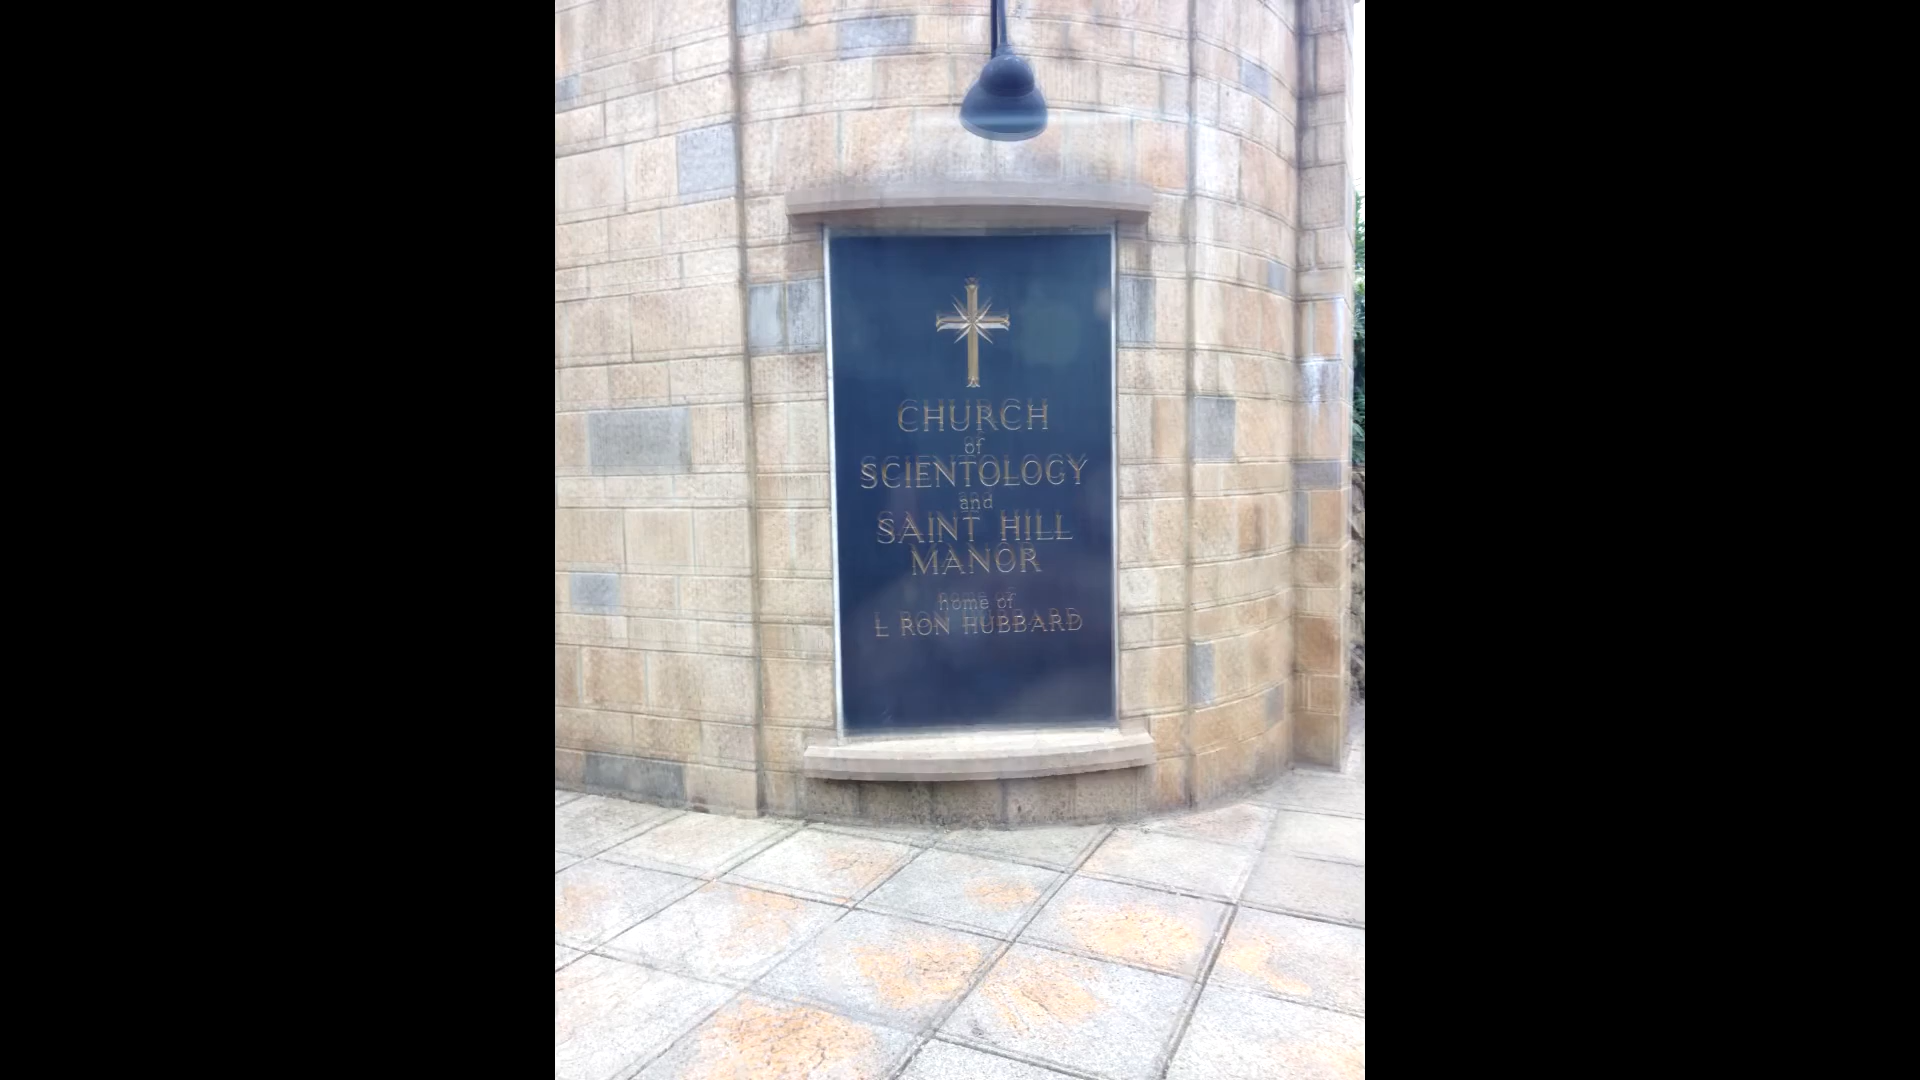 CHURCH
of
SCIENTOLOGY
and
SAINT HILL
MANOR
home of
L RON HUBBARD